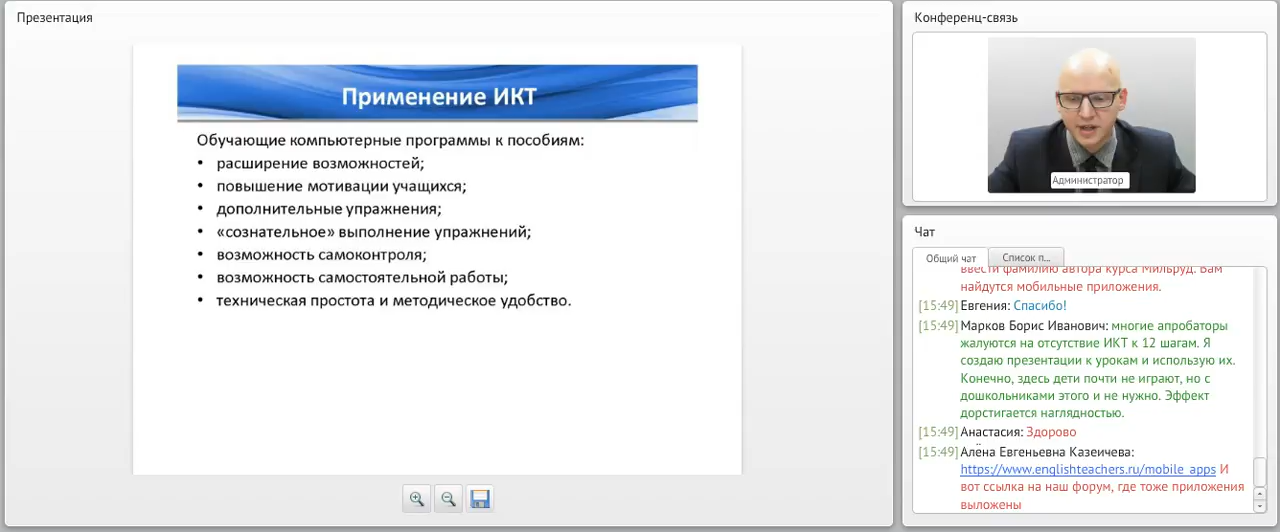 Презентация
Применение ИКТ
Обучающие компьютерные программы к пособиям:
• расширение возможностей;
• повышение мотивации учащихся;
• дополнительные упражнения;
• «сознательное» выполнение упражнений;
• возможность самоконтроля;
• возможность самостоятельной работы;
• техническая простота и методическое удобство.
Конференц-связь
Администратор
Чат
Общий чат
Список п...
ввести фамилию автора курса Мильруд. Вам
найдутся мобильные приложения.
[15:49] Евгения: Спасибо!
[15:49] Марков Борис Иванович: многие апробаторы
жалуются на отсутствие ИКТ к 12 шагам. Я
создаю презентации к урокам и использую их.
Конечно, здесь дети почти не играют, но с
дошкольниками этого и не нужно. Эффект
дорстигается наглядностью.
[15:49] Анастасия: Здорово
[15:49] Алёна Евгеньевна Казеичева:
https://www.englishteachers.ru/mobile_apps И
вот ссылка на наш форум, где тоже приложения
выложены